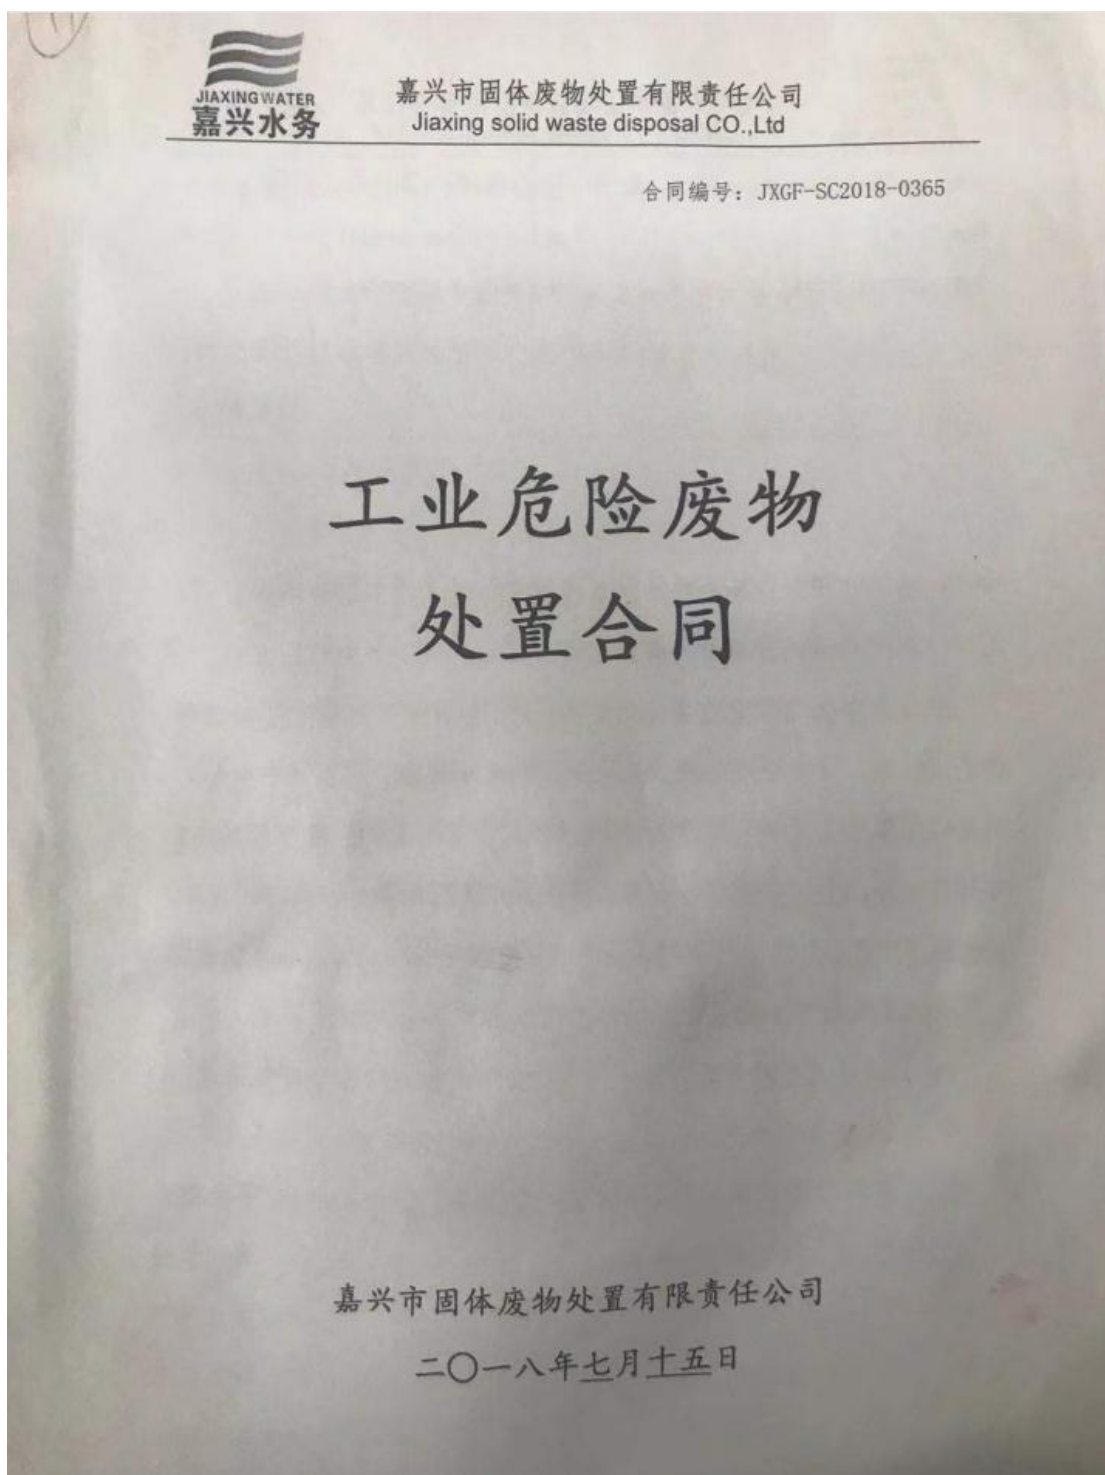 JIAXING WATER
嘉兴水务
嘉兴市固体废物处置有限责任公司
Jiaxing solid waste disposal CO.,Ltd
合同编号：JXGF-SC2018-0365
工业危险废物
处置合同
嘉兴市固体废物处置有限责任公司
二〇一八年七月十五日